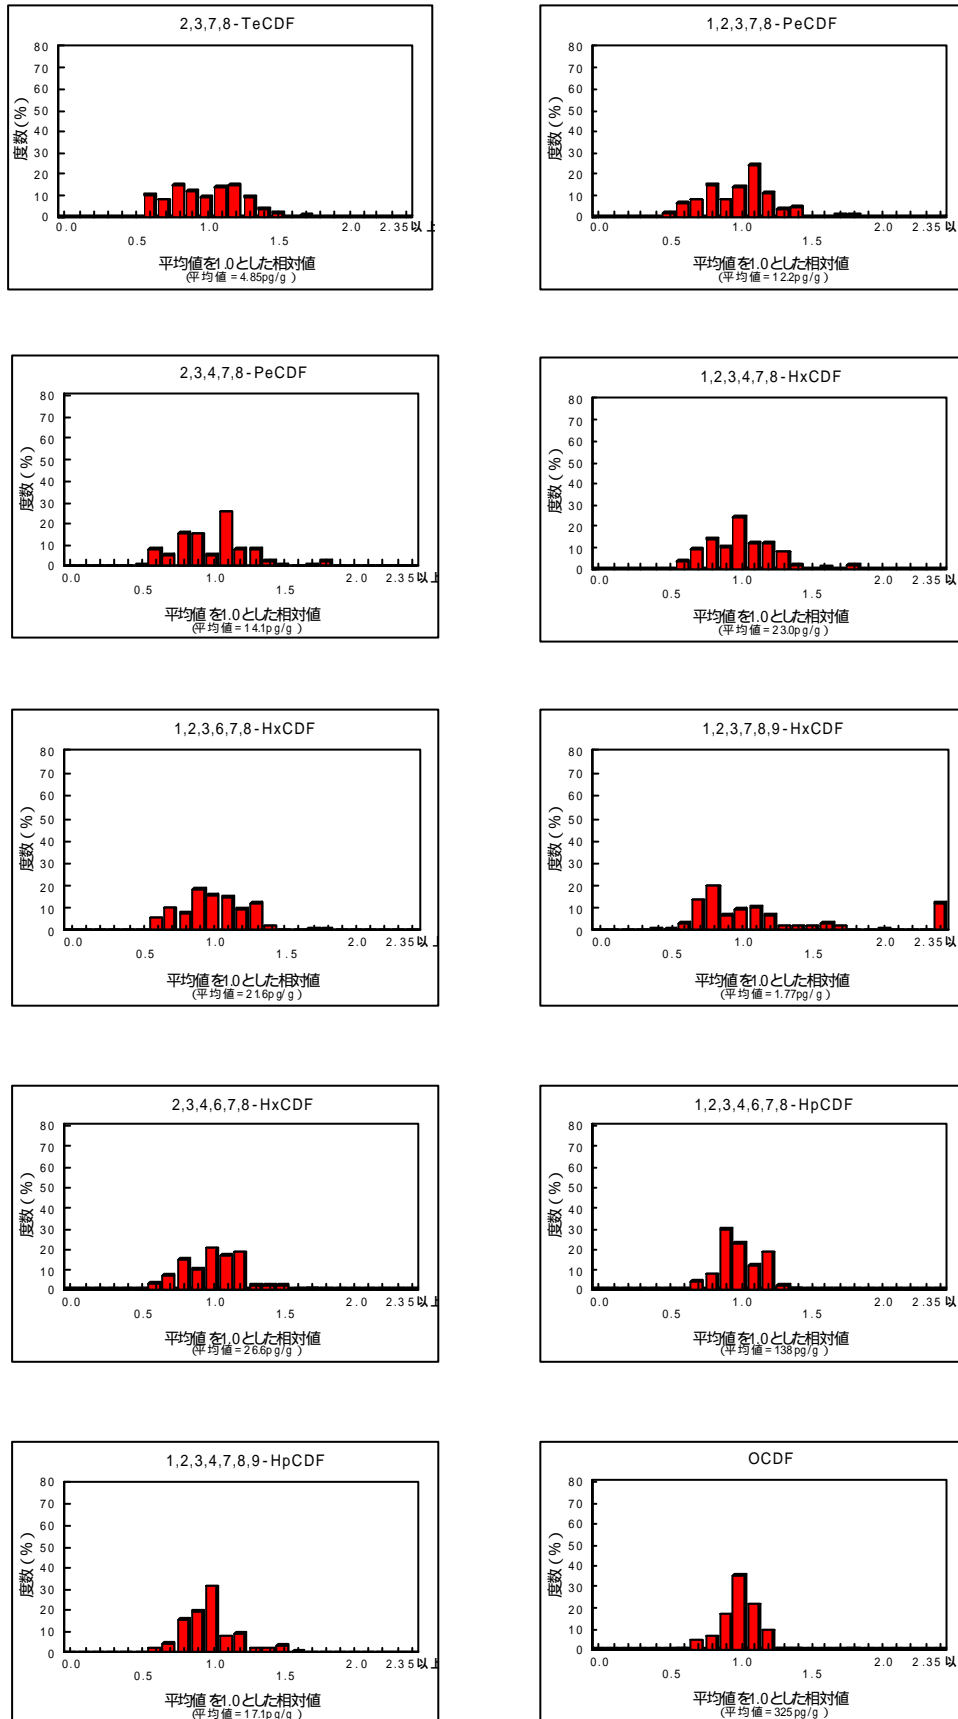 2,3,7,8-TeCDF
度数(%)
80
70
60
50
40
30
20
10
0
0.0 1.0 2.0 2.35以上
0.5 1.5
平均値を1.0とした相対値
(平均値=4.85pg/g)
1,2,3,7,8-PeCDF
度数(%)
80
70
60
50
40
30
20
10
0
0.0 1.0 2.0 2.35以
0.5 1.5
平均値を1.0とした相対値
(平均値=12.2pg/g)
2,3,4,7,8-PeCDF
度数(%)
80
70
60
50
40
30
20
10
0
0.0 1.0 2.0 2.35以上
0.5 1.5
平均値を1.0とした相対値
(平均値=14.1pg/g)
1,2,3,4,7,8-HxCDF
度数(%)
80
70
60
50
40
30
20
10
0
0.0 1.0 2.0 2.35以
0.5 1.5
平均値を1.0とした相対値
(平均値=23.0pg/g)
1,2,3,6,7,8-HxCDF
度数(%)
80
70
60
50
40
30
20
10
0
0.0 1.0 2.0 2.35以上
0.5 1.5
平均値を1.0とした相対値
(平均値=21.6pg/g)
1,2,3,7,8,9-HxCDF
度数(%)
80
70
60
50
40
30
20
10
0
0.0 1.0 2.0 2.35以
0.5 1.5
平均値を1.0とした相対値
(平均値=1.77pg/g)
2,3,4,6,7,8-HxCDF
度数(%)
80
70
60
50
40
30
20
10
0
0.0 1.0 2.0 2.35以上
0.5 1.5
平均値を1.0とした相対値
(平均値=26.6pg/g)
1,2,3,4,6,7,8-HpCDF
度数(%)
80
70
60
50
40
30
20
10
0
0.0 1.0 2.0 2.35以
0.5 1.5
平均値を1.0とした相対値
(平均値=138pg/g)
1,2,3,4,7,8,9-HpCDF
度数(%)
80
70
60
50
40
30
20
10
0
0.0 1.0 2.0 2.35以上
0.5 1.5
平均値を1.0とした相対値
(平均値=17.1pg/g)
OCDF
度数(%)
80
70
60
50
40
30
20
10
0
0.0 1.0 2.0 2.35以
0.5 1.5
平均値を1.0とした相対値
(平均値=325pg/g)